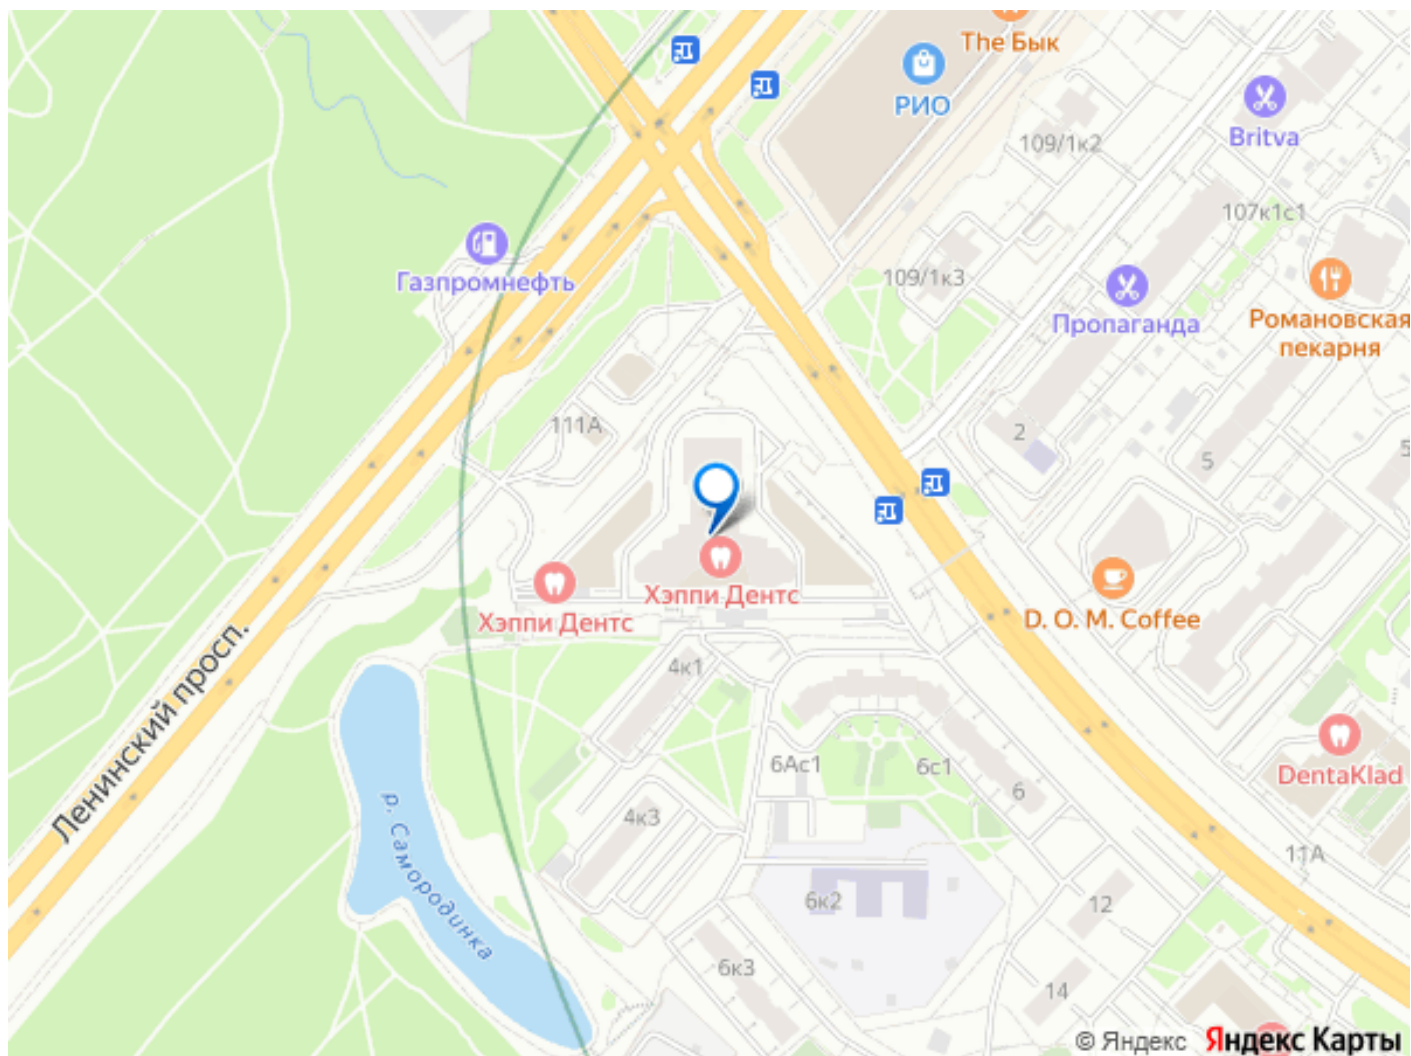 The Бык
РИО
Britva
109/1к2
107к1с1
Газпромнефть
109/1к3
Пропаганда
Романовская
пекарня
111А
2
5
5
Хэппи Дентс
Хэппи Дентс
D. O. M. Coffee
Ленинский просп.
4к1
6Ас1
6с1
6
DentaKlad
4к3
р. Самородинка
11А
6к2
12
6к3
14
© Яндекс Яндекс Карты